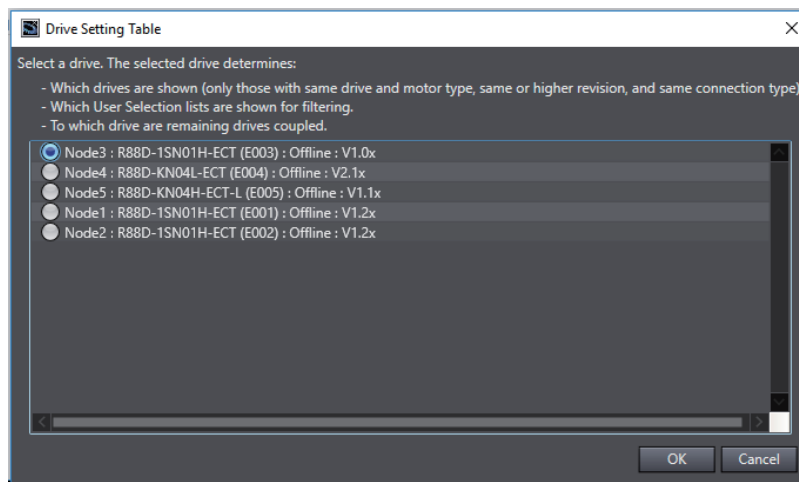 Drive Setting Table
Select a drive. The selected drive determines:
- Which drives are shown (only those with same drive and motor type, same or higher revision, and same connection type)
- Which User Selection lists are shown for filtering.
- To which drive are remaining drives coupled.
Node3 : R88D-1SN01H-ECT (E003) : Offline : V1.0x
Node4 : R88D-KN04L-ECT (E004) : Offline : V2.1x
Node5 : R88D-KN04H-ECT-L (E005) : Offline : V1.1x
Node1 : R88D-1SN01H-ECT (E001) : Offline : V1.2x
Node2 : R88D-1SN01H-ECT (E002) : Offline : V1.2x
OK Cancel